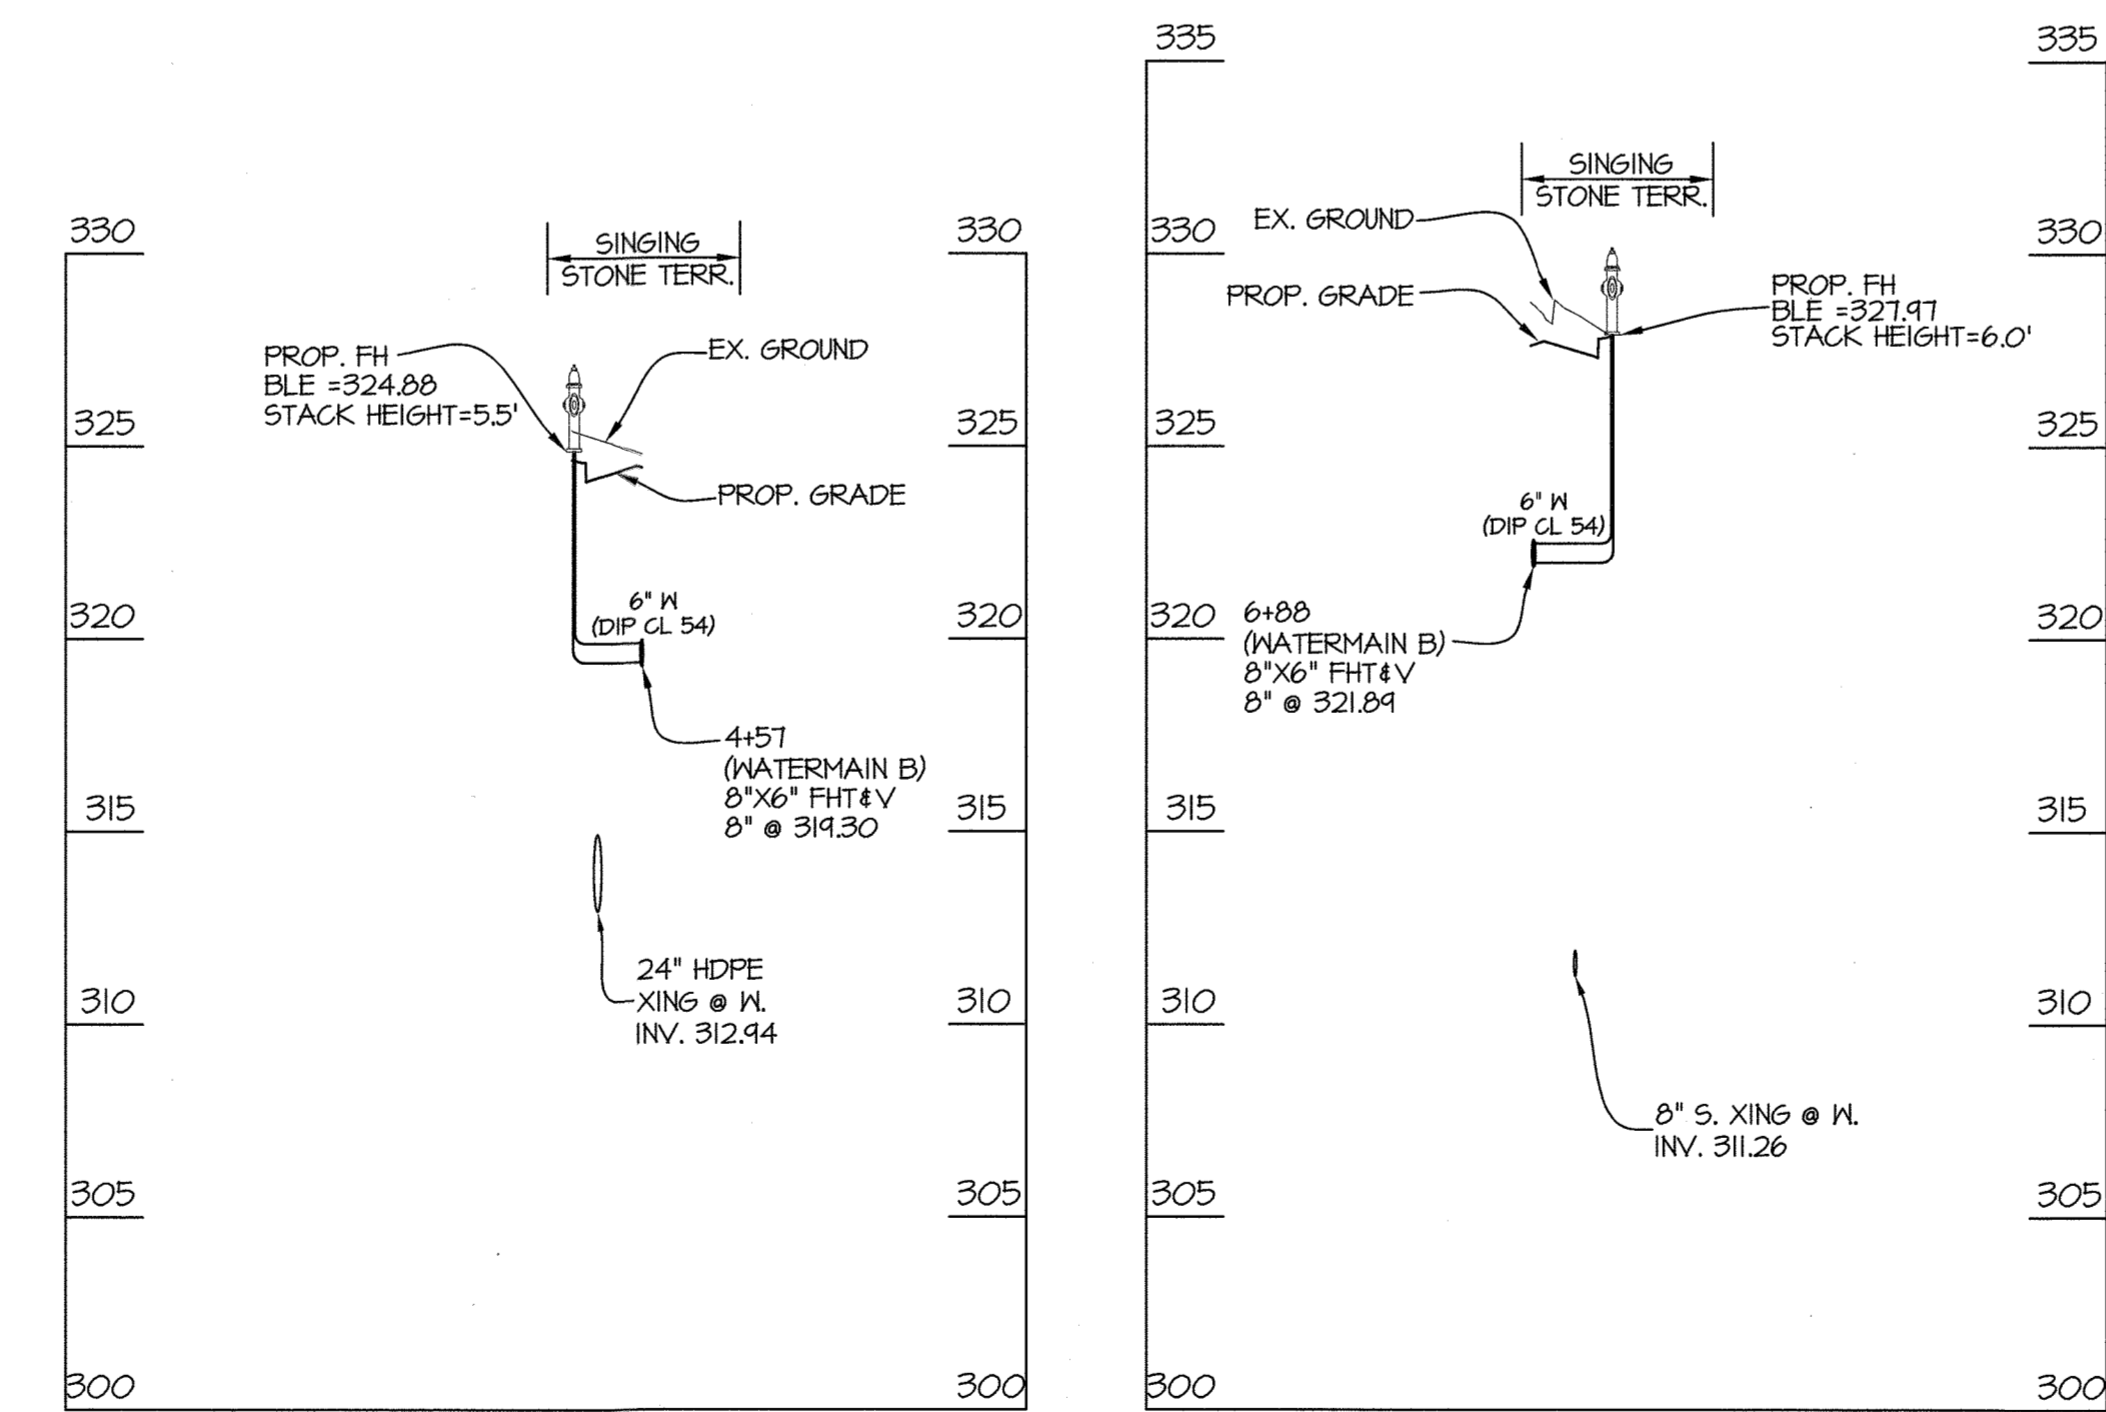 330
330
SINGING
STONE TERR.
PROP. FH
BLE =324.88
STACK HEIGHT=5.5'
EX. GROUND
325
325
PROP. GRADE
6" W
(DIP CL 54)
320
320
4+57
(WATERMAIN B)
8"X6" FHT&V
8" @ 319.30
315
315
24" HDPE
XING @ W.
INV. 312.94
310
310
305
305
300
300
335
335
SINGING
STONE TERR.
EX. GROUND
330
330
PROP. GRADE
PROP. FH
BLE =327.97
STACK HEIGHT=6.0'
325
325
6" W
(DIP CL 54)
320
320
6+88
(WATERMAIN B)
8"X6" FHT&V
8" @ 321.89
315
315
310
310
8" S. XING @ W.
INV. 311.26
305
305
300
300